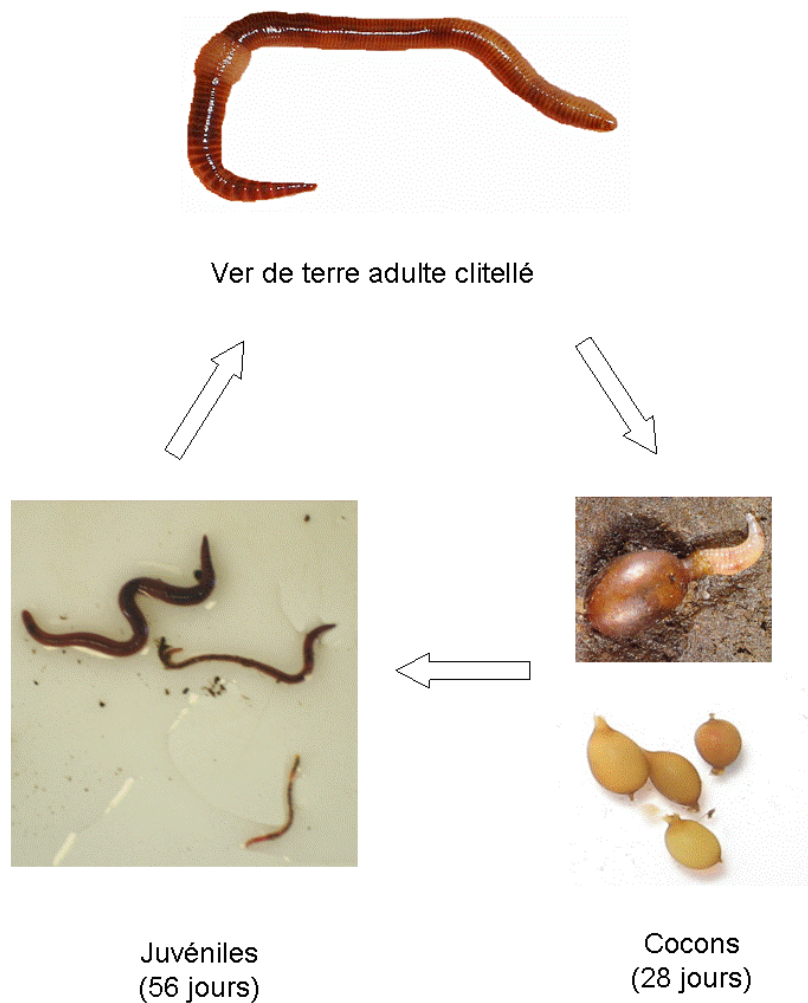 Ver de terre adulte clitellé
Juvéniles
(56 jours)
Cocons
(28 jours)